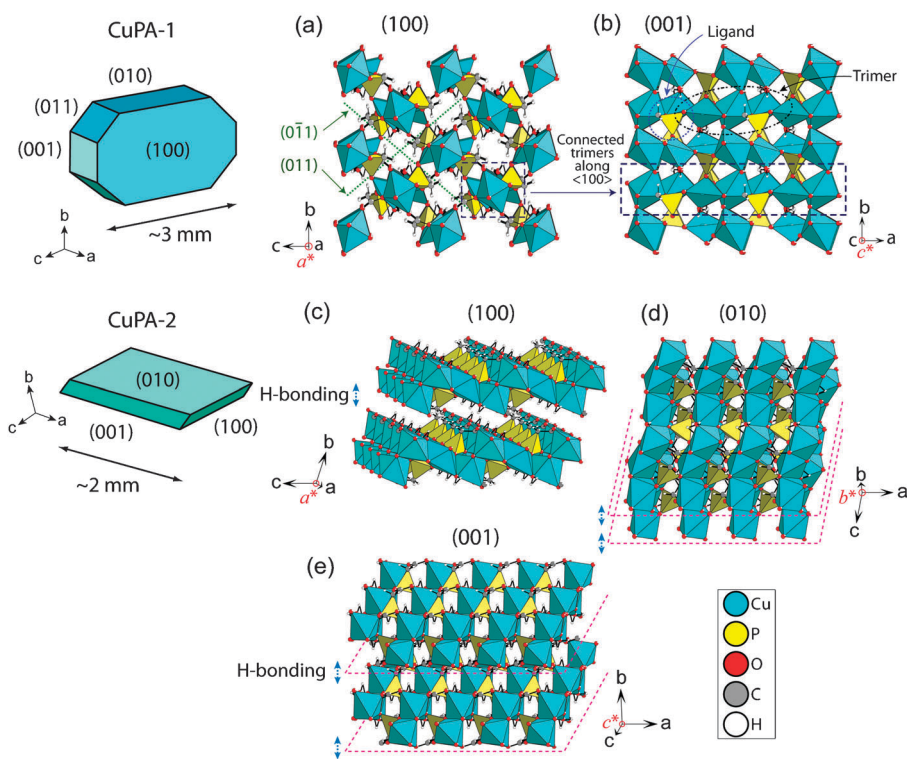 CuPA-1
(010)
(011)
(001)
(100)
~3 mm
b
c
a
(a)
(100)
(01̄1)
(011)
b
c
a
a*
Connected
trimers
along
<100>
(b)
(001)
Ligand
Trimer
b
c
a
c*
CuPA-2
(010)
(001)
(100)
~2 mm
b
c
a
(c)
(100)
H-bonding
b
c
a
a*
(d)
(010)
b
b*
a
c
(e)
(001)
H-bonding
b
c*
a
c
Cu
P
O
C
H